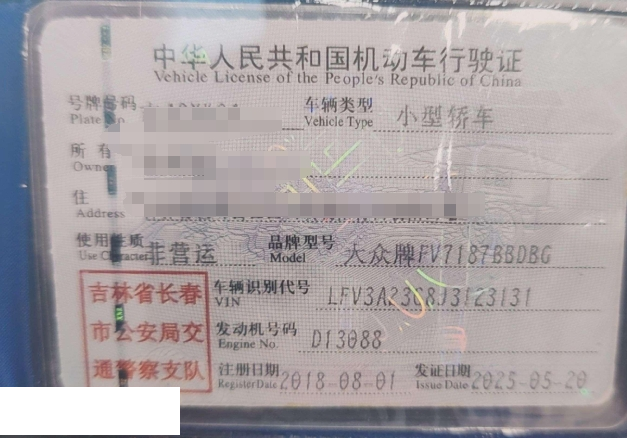 中华人民共和国机动车行驶证
Vehicle License of the People's Republic of China
号牌号码
Plate No.
车辆类型 小型轿车
Vehicle Type
所有
Owner
住
Address
使用性质 非营运
Use Character
品牌型号 大众牌FV7187BBDBG
Model
吉林省长春
市公安局交
通警察支队
车辆识别代号 LFV3A23G8J3123131
VIN
发动机号码 D13088
Engine No.
注册日期 2018-08-01
Register Date
发证日期 2025-05-20
Issue Date